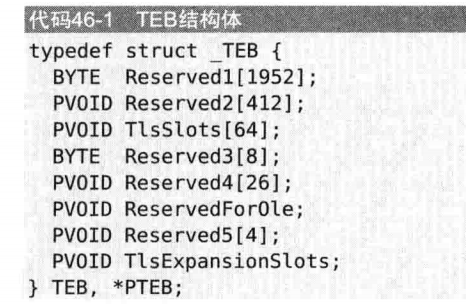 代码46-1 TEB结构体
typedef struct _TEB {
  BYTE  Reserved1[1952];
  PVOID Reserved2[412];
  PVOID TlsSlots[64];
  BYTE  Reserved3[8];
  PVOID Reserved4[26];
  PVOID ReservedForOle;
  PVOID Reserved5[4];
  PVOID TlsExpansionSlots;
} TEB, *PTEB;